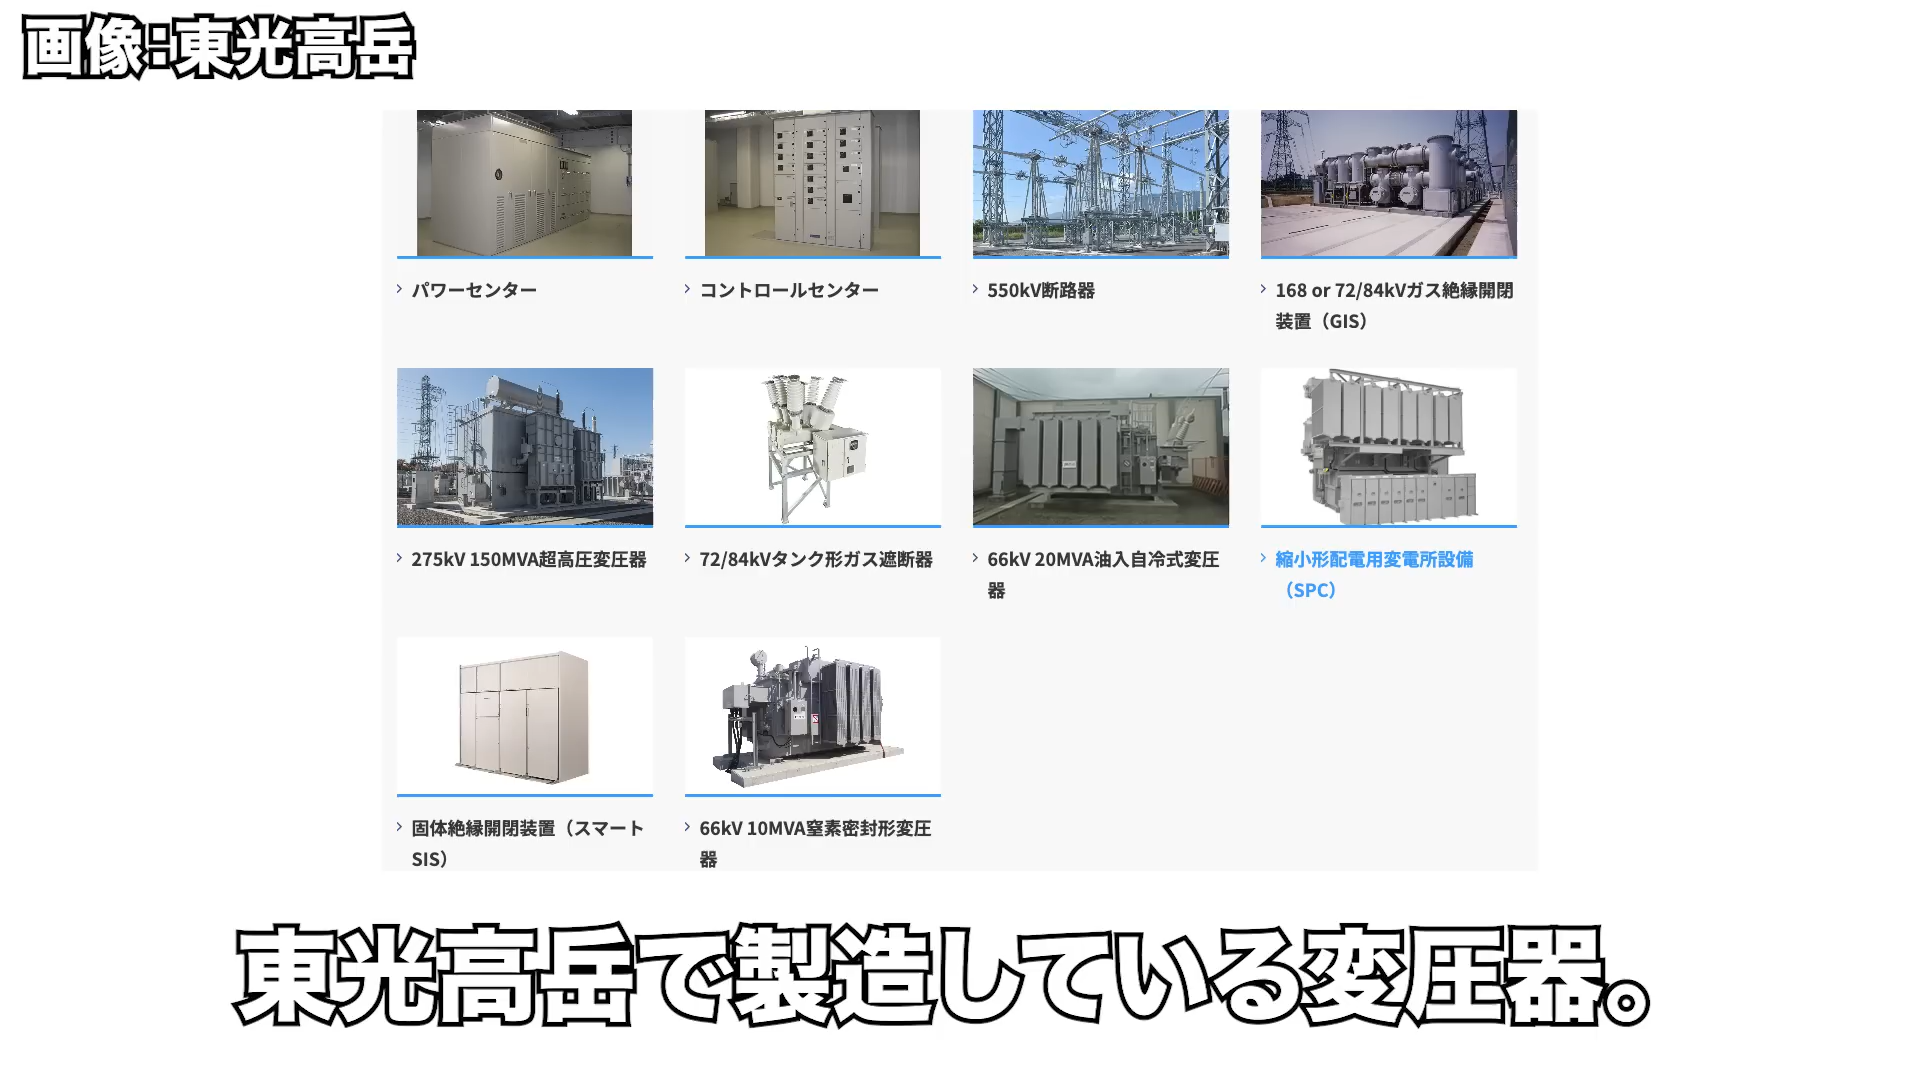 画像:東光高岳
パワーセンター
コントロールセンター
550kV断路器
168 or 72/84kVガス絶縁開閉
装置（GIS）
275kV 150MVA超高圧変圧器
72/84kVタンク形ガス遮断器
66kV 20MVA油入自冷式変圧
器
縮小形配電用変電所設備
（SPC）
固体絶縁開閉装置（スマート
SIS）
66kV 10MVA窒素密封形変圧
器
東光高岳で製造している変圧器。